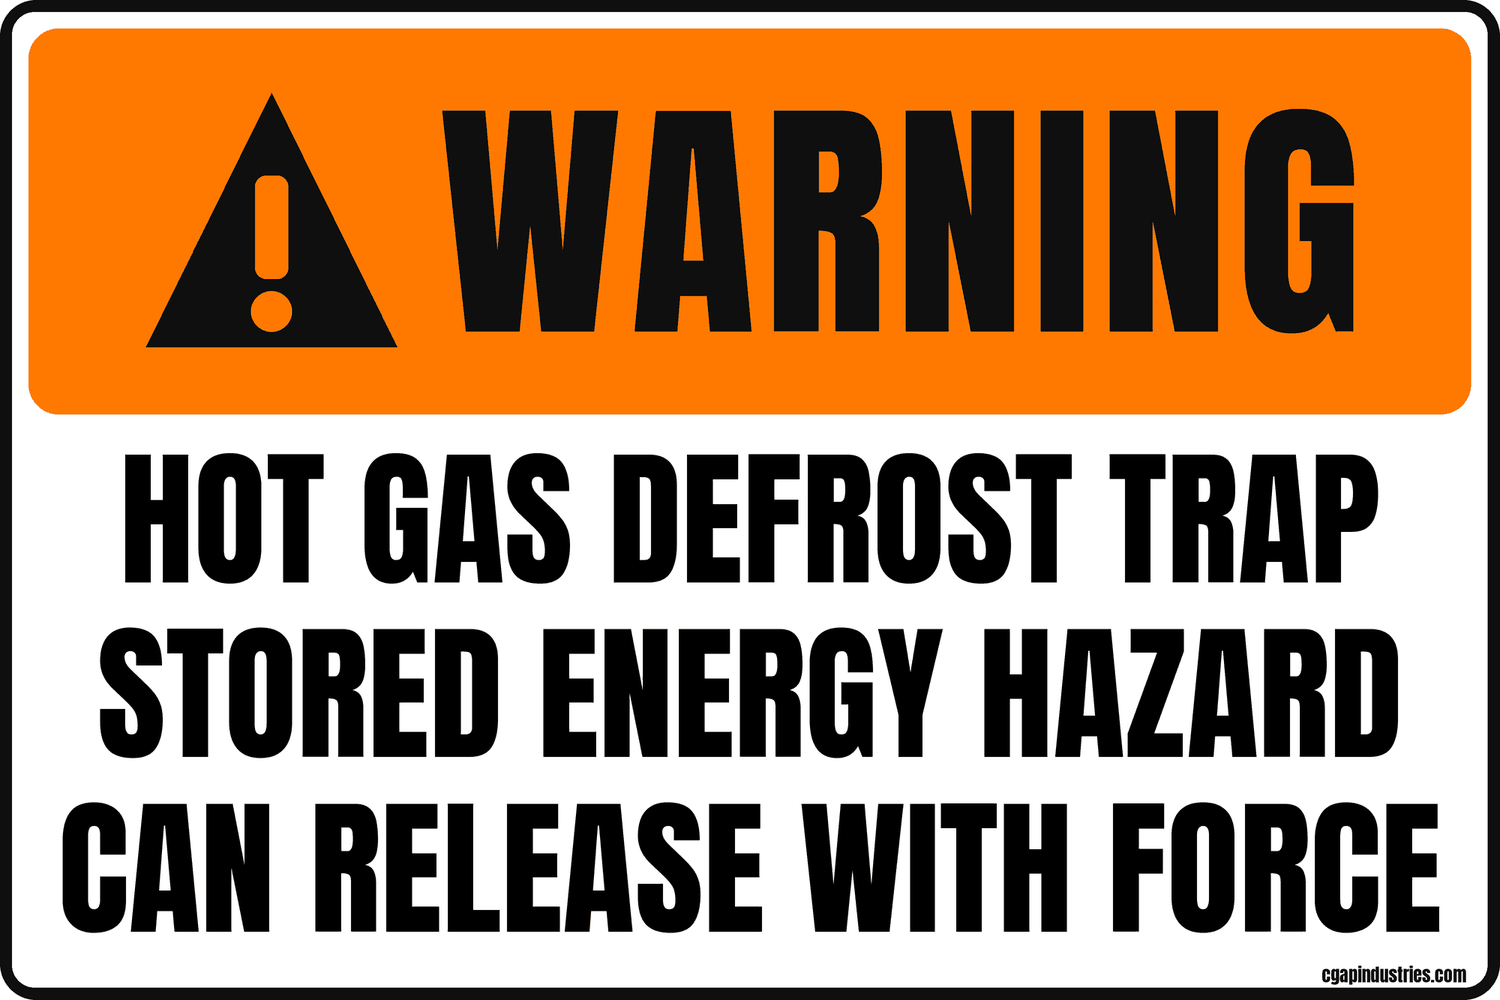 WARNING
HOT GAS DEFROST TRAP
STORED ENERGY HAZARD
CAN RELEASE WITH FORCE
cgapindustries.com